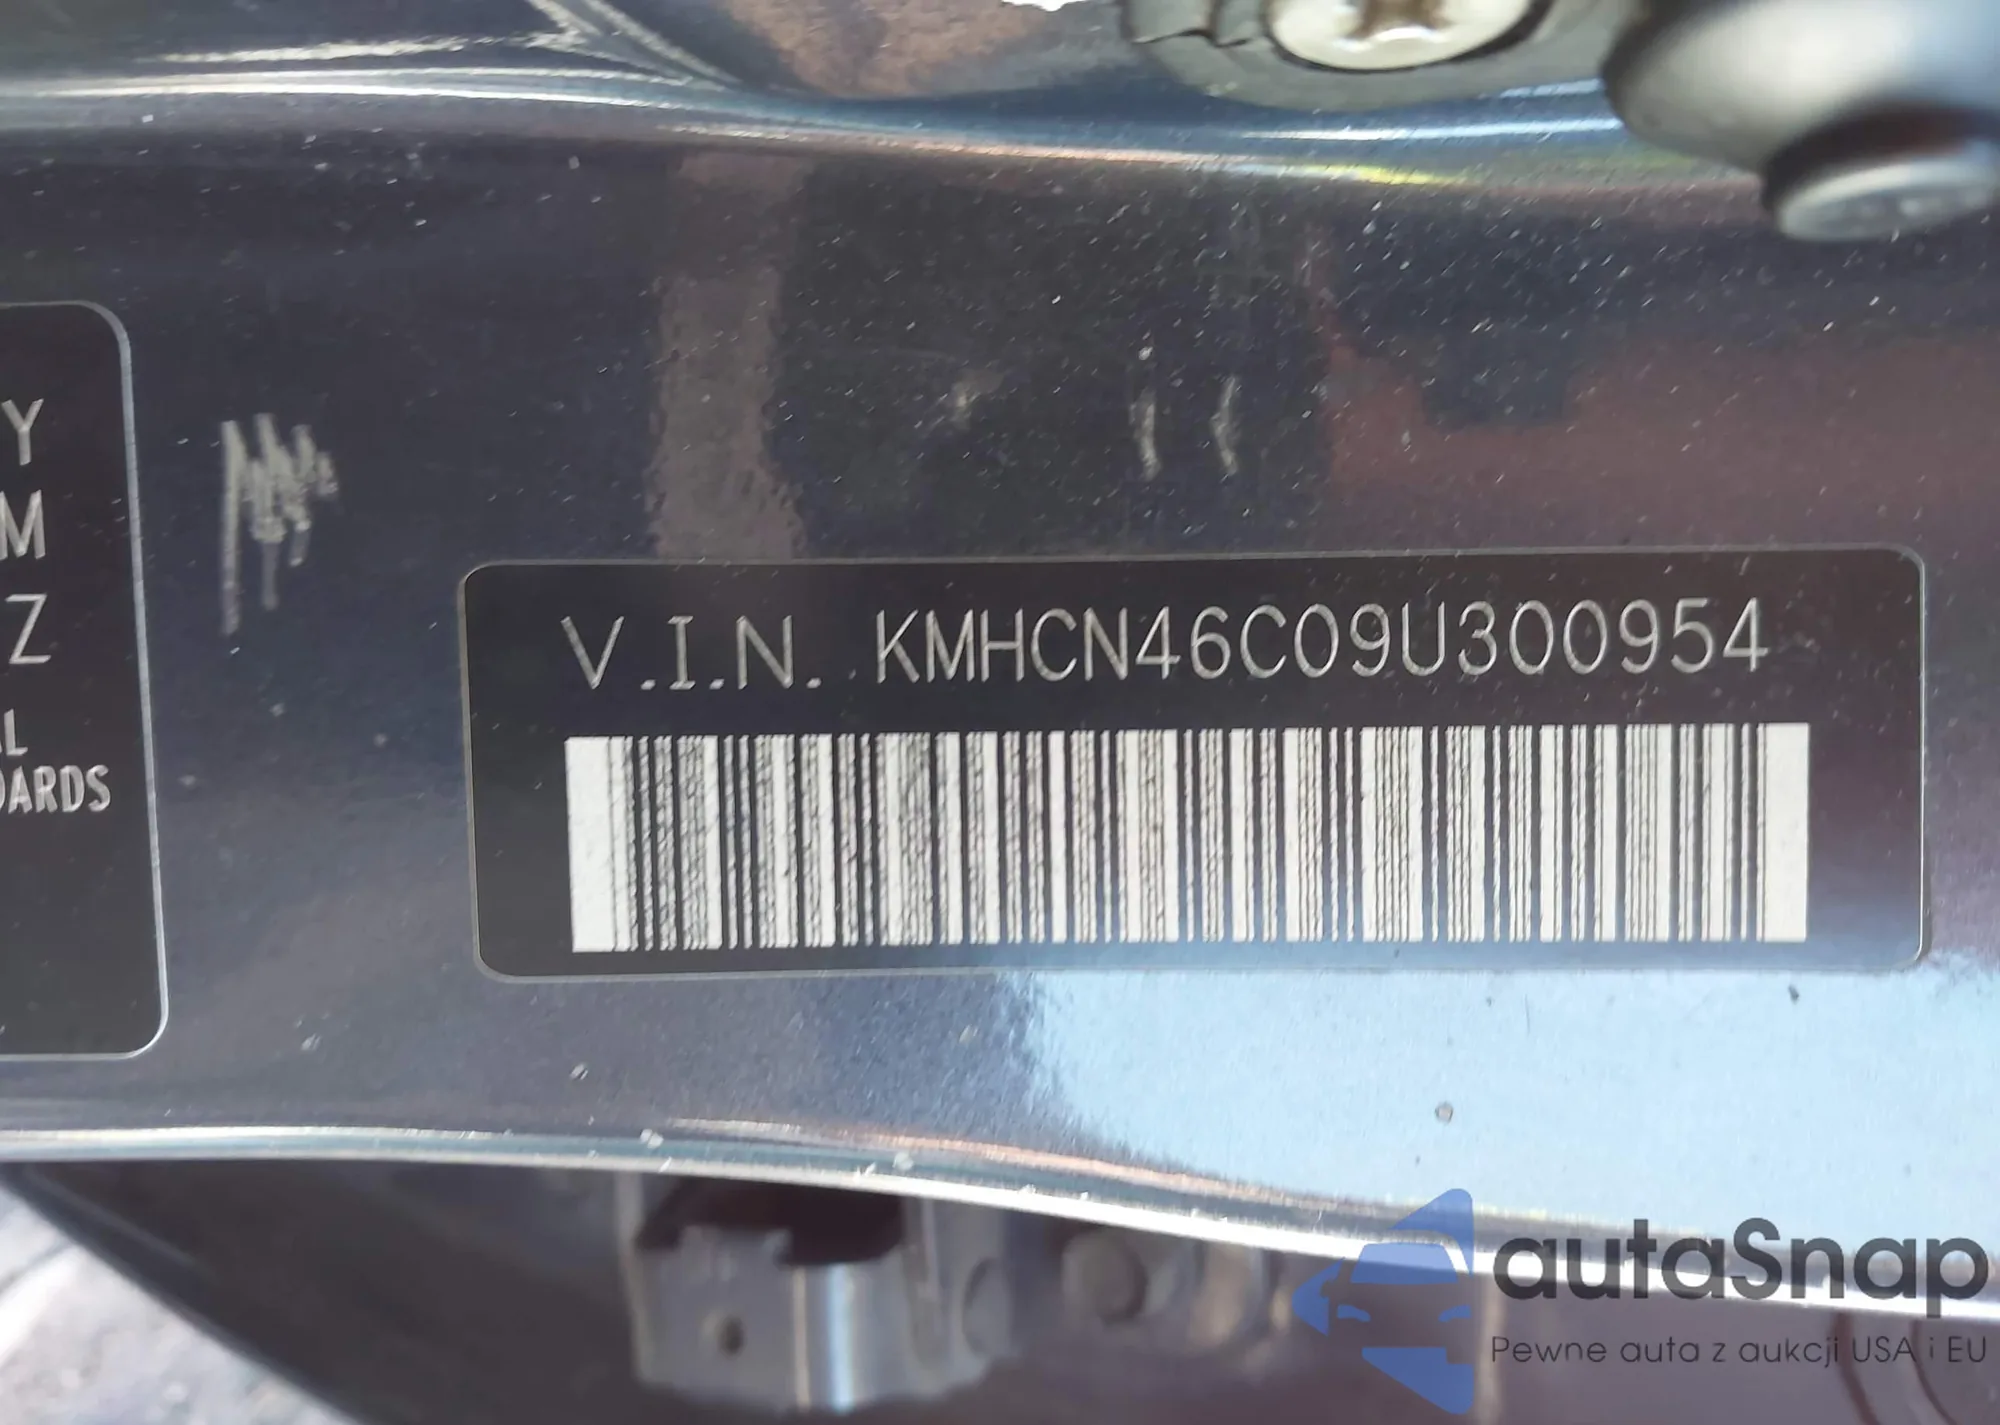 Y
M
Z
L
DARDS
V.I.N. KMHCN46C09U300954
autaSnap
Pewne auta z aukcji USA i EU